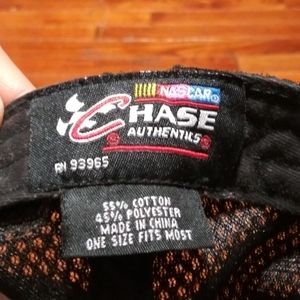 NASCAR
CHASE
AUTHENTICS
RN 93965
55% COTTON
45% POLYESTER
MADE IN CHINA
ONE SIZE FITS MOST